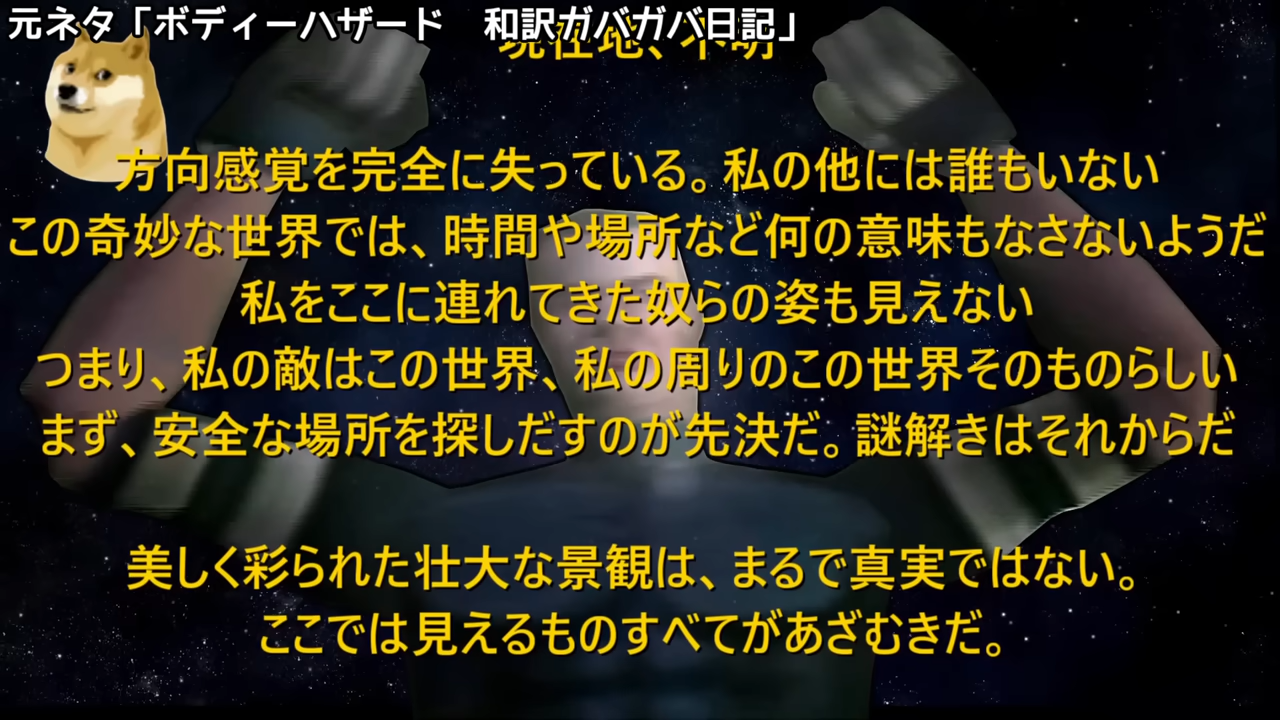 元ネタ「ボディーハザード　和訳ガバガバ日記」
現在地、不明
方向感覚を完全に失っている。私の他には誰もいない
この奇妙な世界では、時間や場所など何の意味もなさないようだ
私をここに連れてきた奴らの姿も見えない
つまり、私の敵はこの世界、私の周りのこの世界そのものらしい
まず、安全な場所を探しだすのが先決だ。謎解きはそれからだ
美しく彩られた壮大な景観は、まるで真実ではない。
ここでは見えるものすべてがあざむきだ。